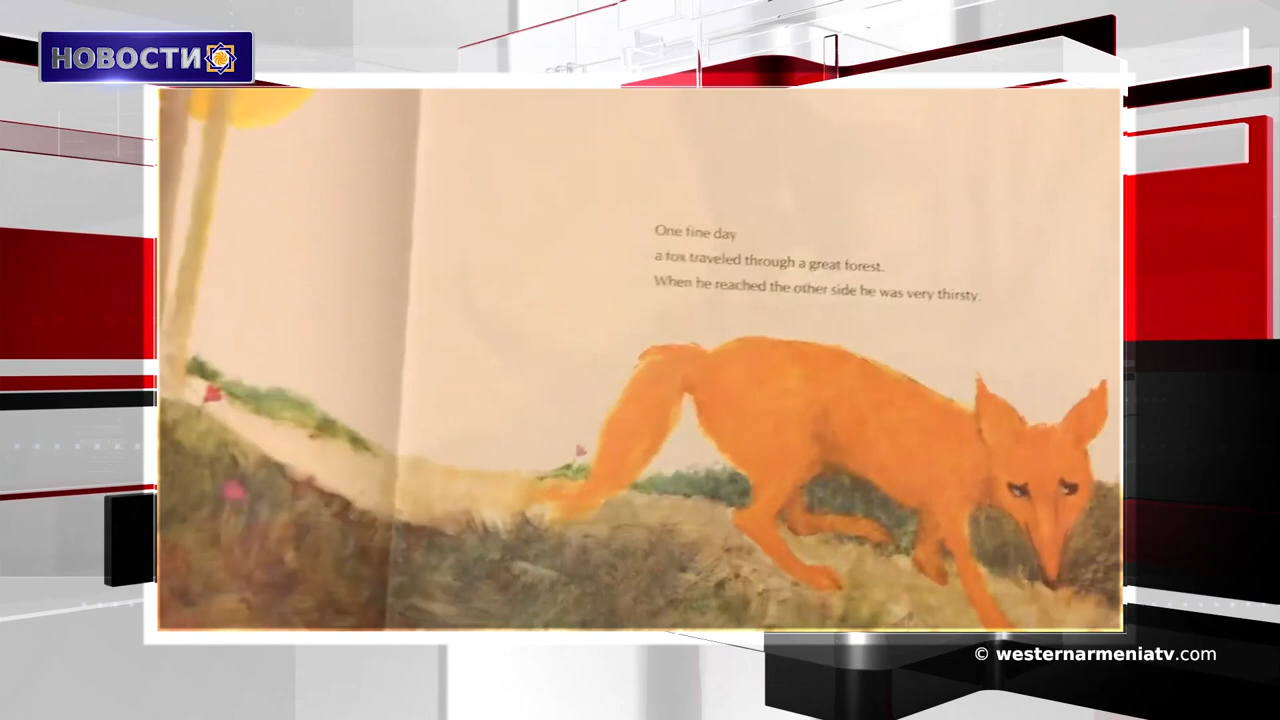 НОВОСТИ
One fine day
a fox traveled through a great forest.
When he reached the other side he was very thirsty.
© westernarmeniatv.com